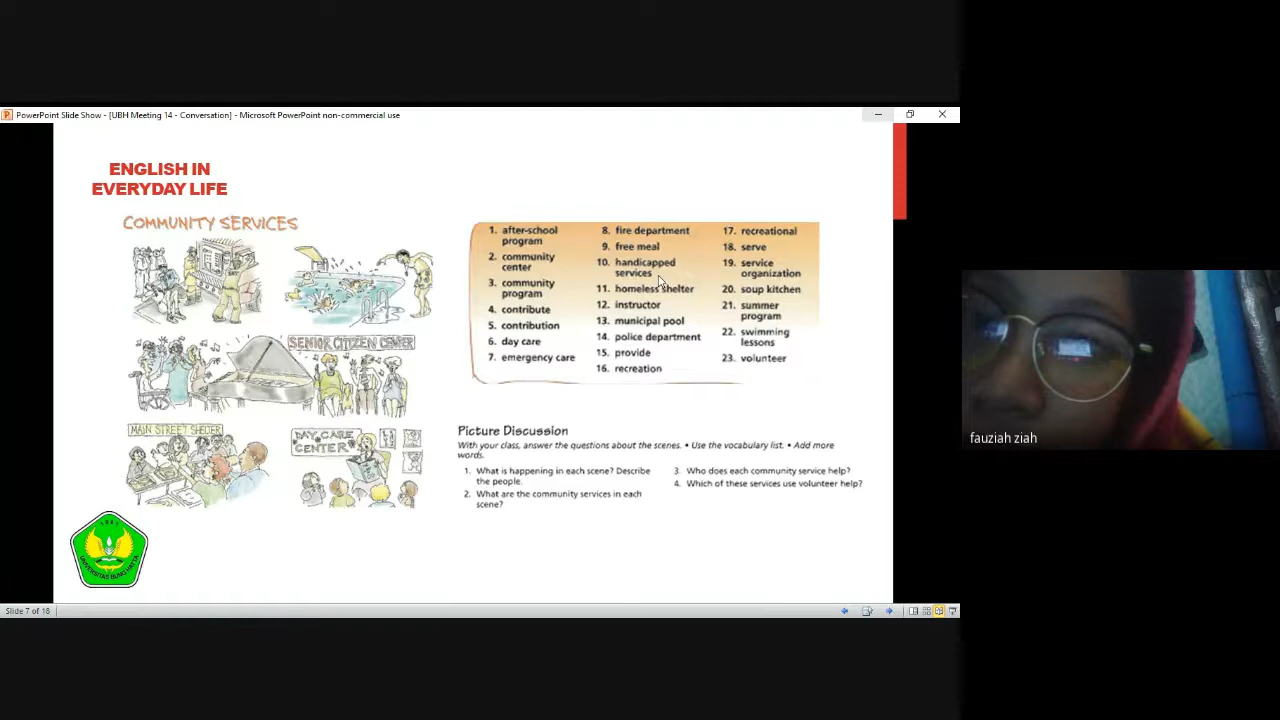 PowerPoint Slide Show - [UBH Meeting 14 - Conversation] - Microsoft PowerPoint non-commercial use
ENGLISH IN
EVERYDAY LIFE
COMMUNITY SERVICES
SENIOR CITIZEN CENTER
MAIN STREET SHELTER
DAY CARE
CENTER
1. after-school
program
2. community
center
3. community
program
4. contribute
5. contribution
6. day care
7. emergency care
8. fire department
9. free meal
10. handicapped
services
11. homeless shelter
12. instructor
13. municipal pool
14. police department
15. provide
16. recreation
17. recreational
18. serve
19. service
organization
20. soup kitchen
21. summer
program
22. swimming
lessons
23. volunteer
Picture Discussion
With your class, answer the questions about the scenes. • Use the vocabulary list. • Add more
words.
1. What is happening in each scene? Describe
the people.
2. What are the community services in each
scene?
3. Who does each community service help?
4. Which of these services use volunteer help?
1981
UNIVERSITAS BUNG HATTA
Slide 7 of 18
fauziah ziah